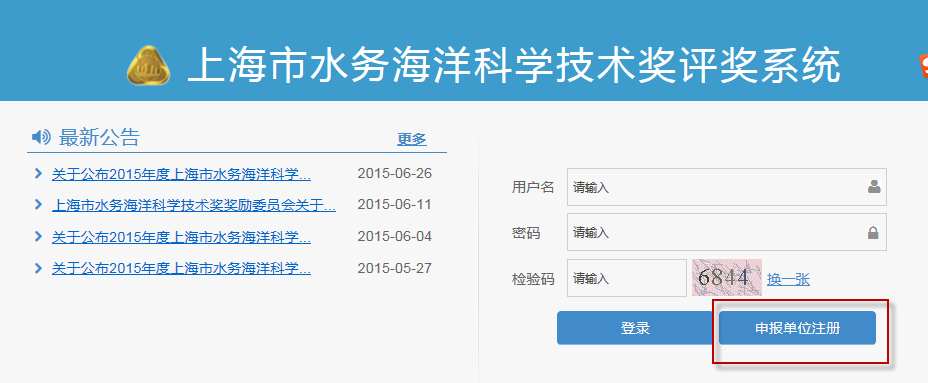 上海市水务海洋科学技术奖评奖系统
最新公告 更多
关于公布2015年度上海市水务海洋科学... 2015-06-26
上海市水务海洋科学技术奖奖励委员会关于... 2015-06-11
关于公布2015年度上海市水务海洋科学... 2015-06-04
关于公布2015年度上海市水务海洋科学... 2015-05-27
用户名 请输入
密码 请输入
检验码 请输入 6844 换一张
登录 申报单位注册